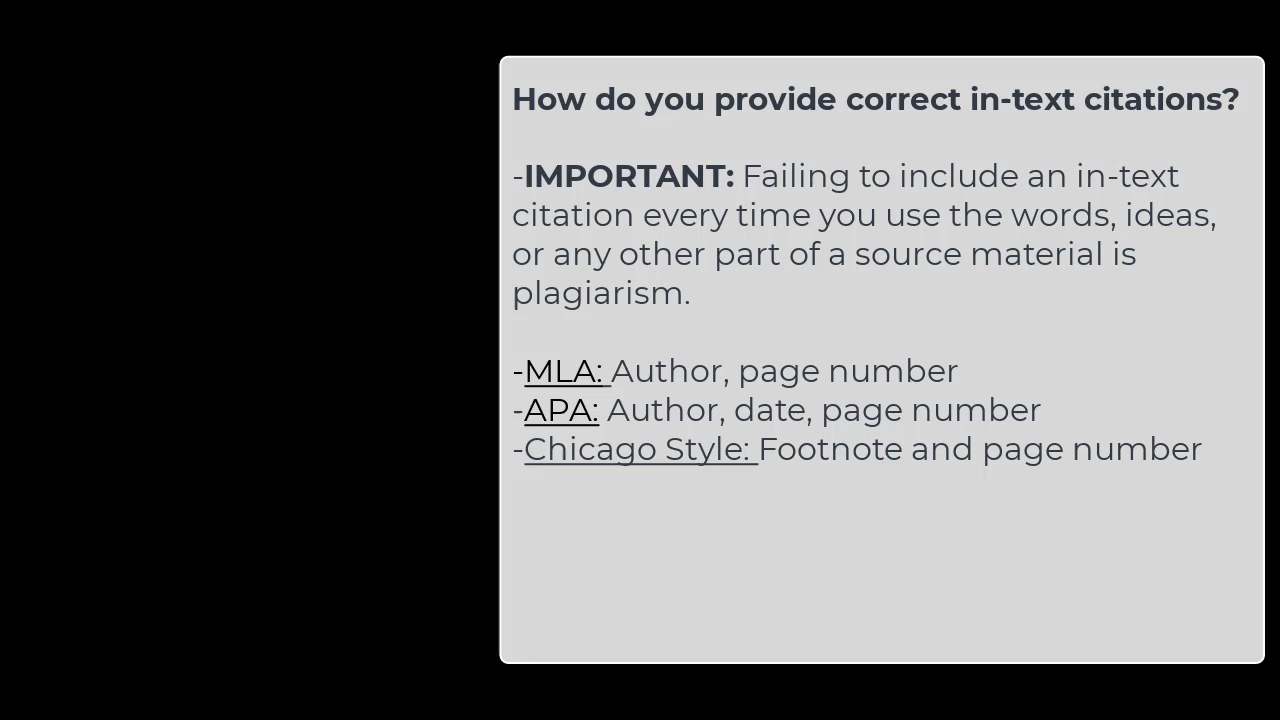 How do you provide correct in-text citations?
-IMPORTANT: Failing to include an in-text
citation every time you use the words, ideas,
or any other part of a source material is
plagiarism.
-MLA: Author, page number
-APA: Author, date, page number
-Chicago Style: Footnote and page number